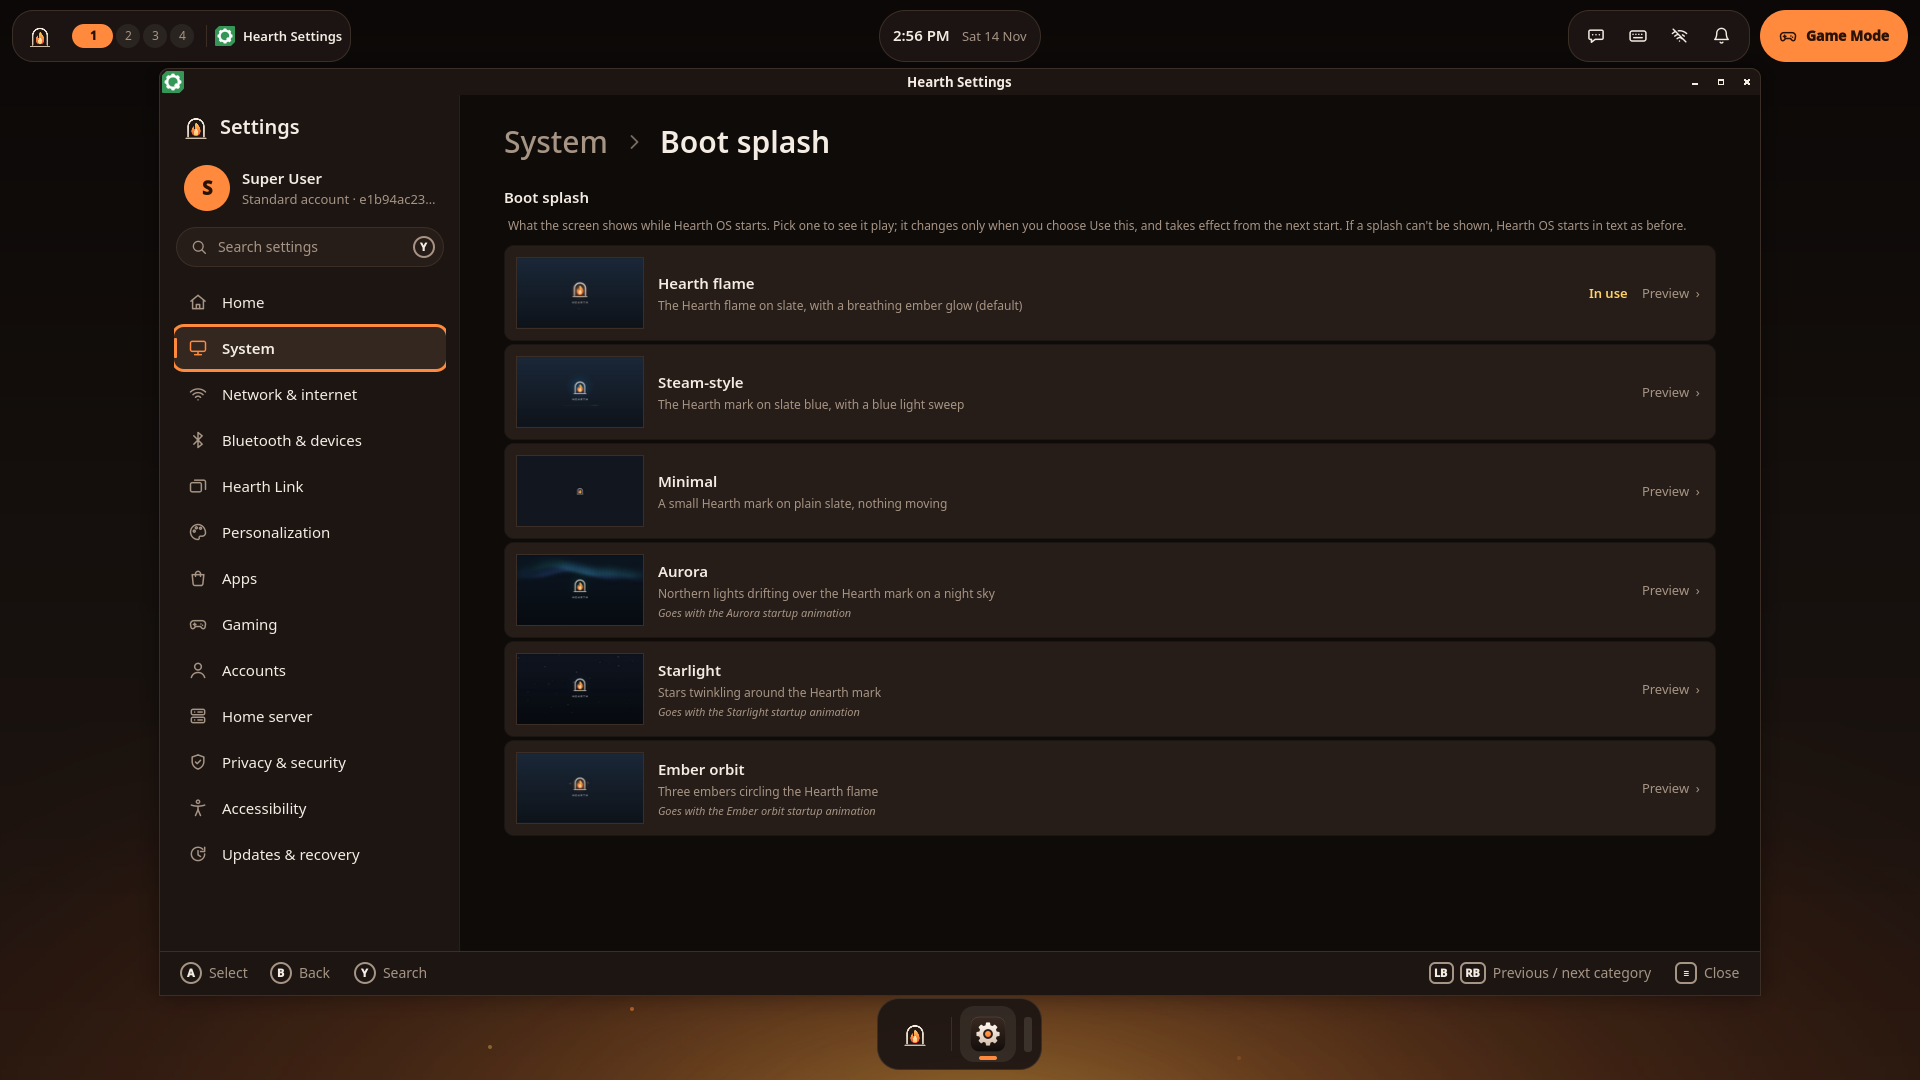 1 2 3 4 Hearth Settings
2:56 PM Sat 14 Nov
Game Mode
Hearth Settings
Settings
S
Super User
Standard account · e1b94ac23...
Search settings Y
Home
System
Network & internet
Bluetooth & devices
Hearth Link
Personalization
Apps
Gaming
Accounts
Home server
Privacy & security
Accessibility
Updates & recovery
System > Boot splash
Boot splash
What the screen shows while Hearth OS starts. Pick one to see it play; it changes only when you choose Use this, and takes effect from the next start. If a splash can't be shown, Hearth OS starts in text as before.
Hearth flame
The Hearth flame on slate, with a breathing ember glow (default)
In use Preview ›
Steam-style
The Hearth mark on slate blue, with a blue light sweep
Preview ›
Minimal
A small Hearth mark on plain slate, nothing moving
Preview ›
Aurora
Northern lights drifting over the Hearth mark on a night sky
Goes with the Aurora startup animation
Preview ›
Starlight
Stars twinkling around the Hearth mark
Goes with the Starlight startup animation
Preview ›
Ember orbit
Three embers circling the Hearth flame
Goes with the Ember orbit startup animation
Preview ›
A Select B Back Y Search
LB RB Previous / next category ≡ Close